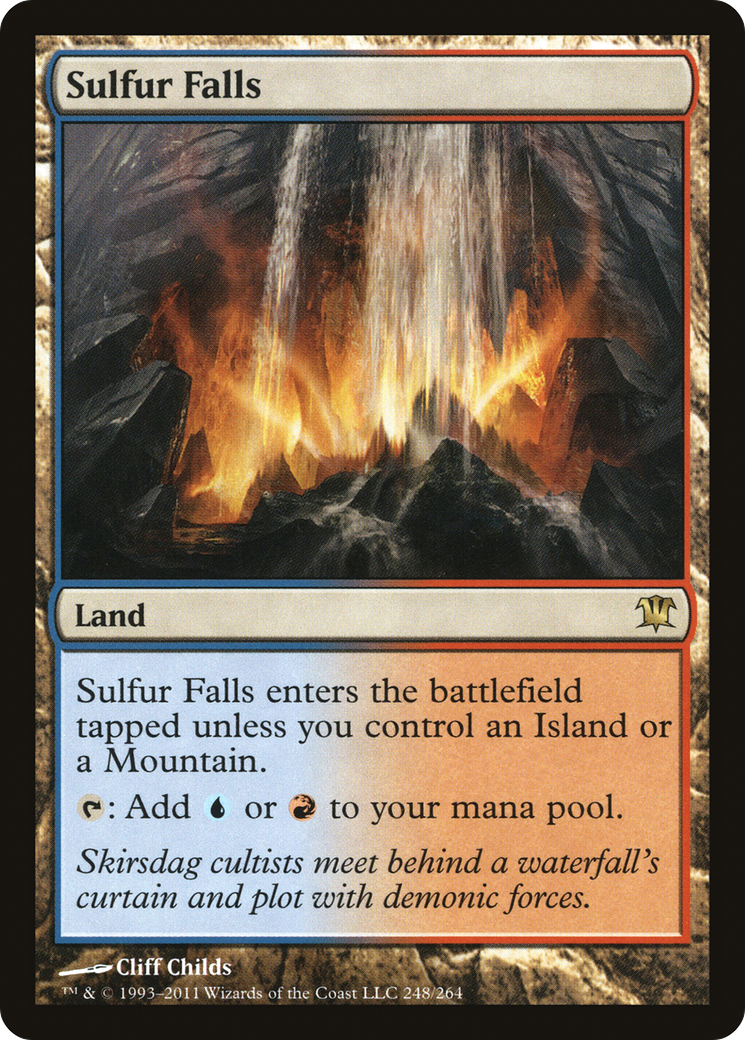 Sulfur Falls
Land
Sulfur Falls enters the battlefield
tapped unless you control an Island or
a Mountain.
: Add or to your mana pool.
Skirsdag cultists meet behind a waterfall's
curtain and plot with demonic forces.
Cliff Childs
™ & © 1993–2011 Wizards of the Coast LLC 248/264